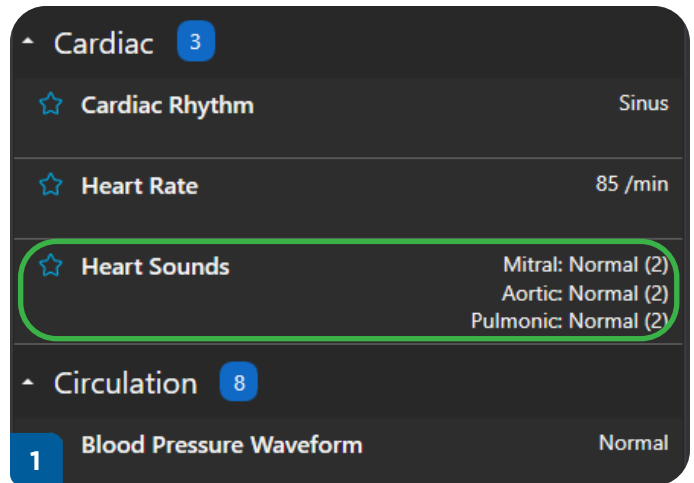 Cardiac 3
Cardiac Rhythm Sinus
Heart Rate 85 /min
Heart Sounds Mitral: Normal (2)
Aortic: Normal (2)
Pulmonic: Normal (2)
Circulation 8
Blood Pressure Waveform Normal
1